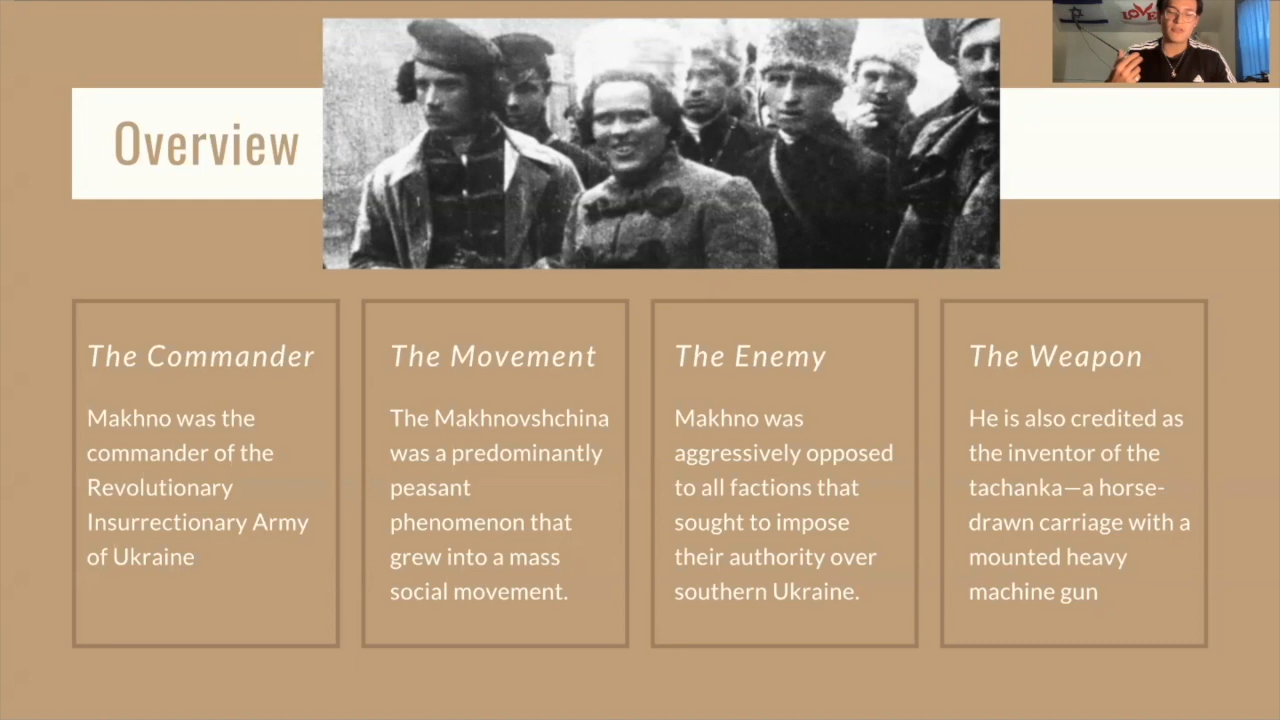 Overview
LOVE
The Commander
Makhno was the
commander of the
Revolutionary
Insurrectionary Army
of Ukraine
The Movement
The Makhnovshchina
was a predominantly
peasant
phenomenon that
grew into a mass
social movement.
The Enemy
Makhno was
aggressively opposed
to all factions that
sought to impose
their authority over
southern Ukraine.
The Weapon
He is also credited as
the inventor of the
tachanka—a horse-
drawn carriage with a
mounted heavy
machine gun